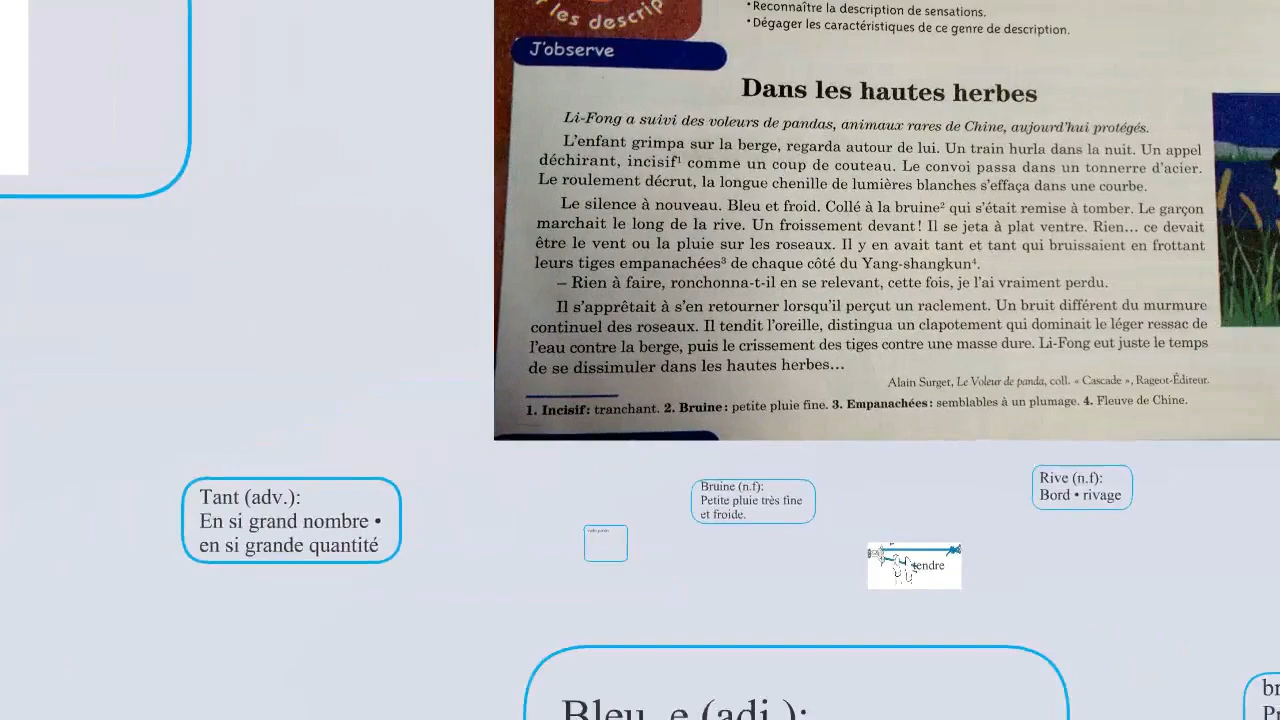 r les descrip
• Reconnaître la description de sensations.
• Dégager les caractéristiques de ce genre de description.
J'observe
Dans les hautes herbes
Li-Fong a suivi des voleurs de pandas, animaux rares de Chine, aujourd'hui protégés.
L'enfant grimpa sur la berge, regarda autour de lui. Un train hurla dans la nuit. Un appel
déchirant, incisif¹ comme un coup de couteau. Le convoi passa dans un tonnerre d'acier.
Le roulement décrut, la longue chenille de lumières blanches s'effaça dans une courbe.
Le silence à nouveau. Bleu et froid. Collé à la bruine² qui s'était remise à tomber. Le garçon
marchait le long de la rive. Un froissement devant ! Il se jeta à plat ventre. Rien... ce devait
être le vent ou la pluie sur les roseaux. Il y en avait tant et tant qui bruissaient en frottant
leurs tiges empanachées³ de chaque côté du Yang-shangkun⁴.
– Rien à faire, ronchonna-t-il en se relevant, cette fois, je l'ai vraiment perdu.
Il s'apprêtait à s'en retourner lorsqu'il perçut un raclement. Un bruit différent du murmure
continuel des roseaux. Il tendit l'oreille, distingua un clapotement qui dominait le léger ressac de
l'eau contre la berge, puis le crissement des tiges contre une masse dure. Li-Fong eut juste le temps
de se dissimuler dans les hautes herbes...
Alain Surget, Le Voleur de panda, coll. « Cascade », Rageot-Éditeur.
1. Incisif : tranchant. 2. Bruine : petite pluie fine. 3. Empanachées : semblables à un plumage. 4. Fleuve de Chine.
Tant (adv.):
En si grand nombre •
en si grande quantité
Bruine (n.f):
Petite pluie très fine
et froide.
Rive (n.f):
Bord • rivage
tendre
Bleu, e (adj.):
br
Pr